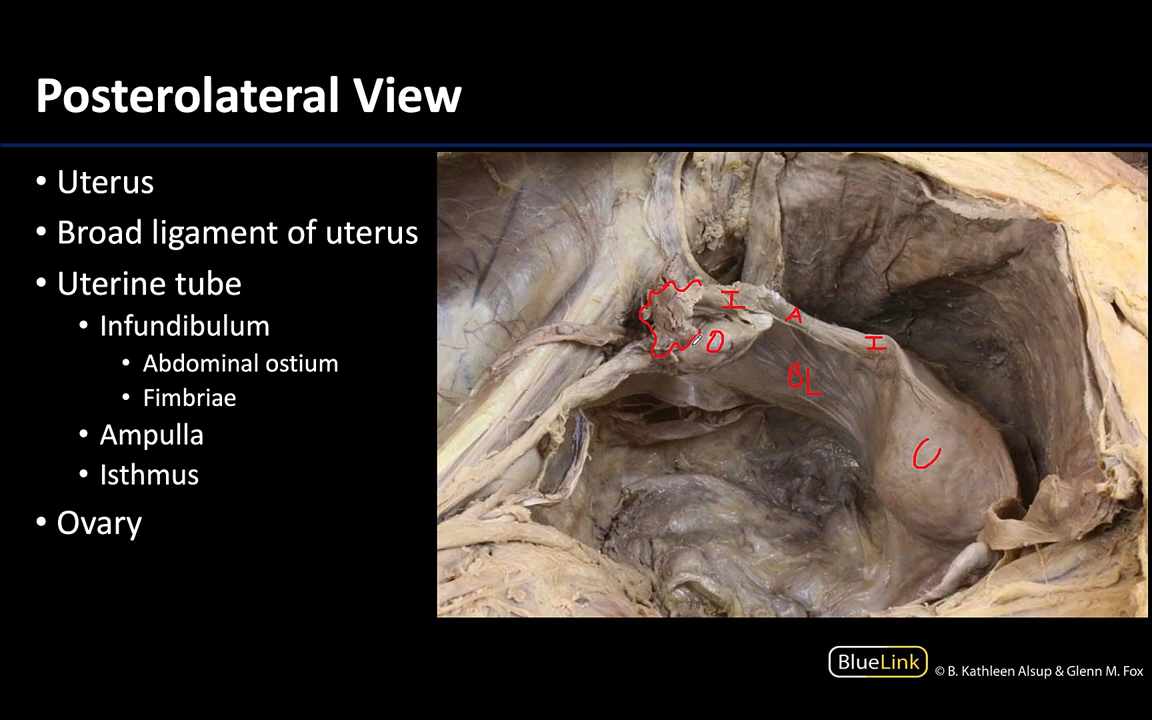 Posterolateral View
• Uterus
• Broad ligament of uterus
• Uterine tube
• Infundibulum
• Abdominal ostium
• Fimbriae
• Ampulla
• Isthmus
• Ovary
I
A
I
O
BL
U
BlueLink
© B. Kathleen Alsup & Glenn M. Fox